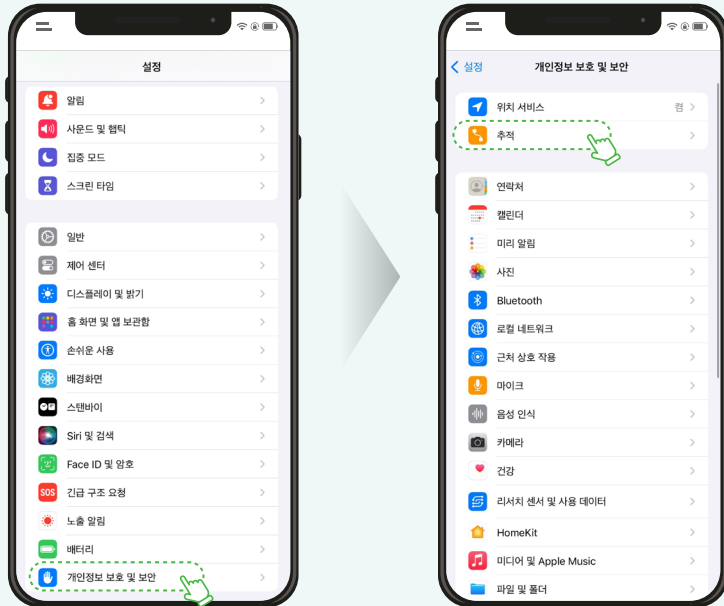 설정
알림
사운드 및 햅틱
집중 모드
스크린 타임
일반
제어 센터
디스플레이 및 밝기
홈 화면 및 앱 보관함
손쉬운 사용
배경화면
스탠바이
Siri 및 검색
Face ID 및 암호
SOS 긴급 구조 요청
노출 알림
배터리
개인정보 보호 및 보안
설정 개인정보 보호 및 보안
위치 서비스 켬
추적
연락처
캘린더
미리 알림
사진
Bluetooth
로컬 네트워크
근처 상호 작용
마이크
음성 인식
카메라
건강
리서치 센서 및 사용 데이터
HomeKit
미디어 및 Apple Music
파일 및 폴더